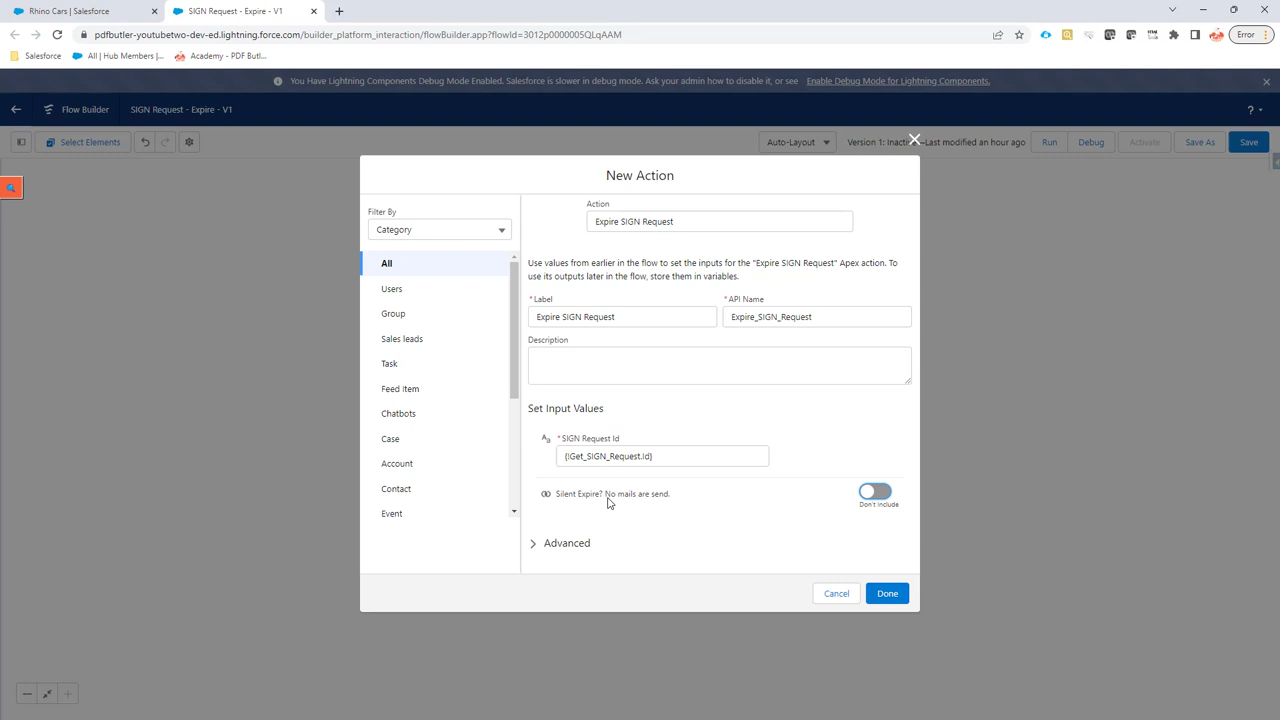 Rhino Cars | Salesforce
SIGN Request - Expire - V1
pdfbutler-youtubetwo-dev-ed.lightning.force.com/builder_platform_interaction/flowBuilder.app?flowId=3012p0000005QLqAAM
Error
Salesforce
All | Hub Members |...
Academy - PDF Butl...
You Have Lightning Components Debug Mode Enabled. Salesforce is slower in debug mode. Ask your admin how to disable it, or see Enable Debug Mode for Lightning Components.
Flow Builder
SIGN Request - Expire - V1
?
Select Elements
Auto-Layout
Version 1: Inactive—Last modified an hour ago
Run
Debug
Activate
Save As
Save
New Action
Filter By
Category
All
Users
Group
Sales leads
Task
Feed Item
Chatbots
Case
Account
Contact
Event
Action
Expire SIGN Request
Use values from earlier in the flow to set the inputs for the "Expire SIGN Request" Apex action. To
use its outputs later in the flow, store them in variables.
* Label
Expire SIGN Request
* API Name
Expire_SIGN_Request
Description
Set Input Values
Aa
* SIGN Request Id
{!Get_SIGN_Request.Id}
Silent Expire? No mails are send.
Don't Include
Advanced
Cancel
Done